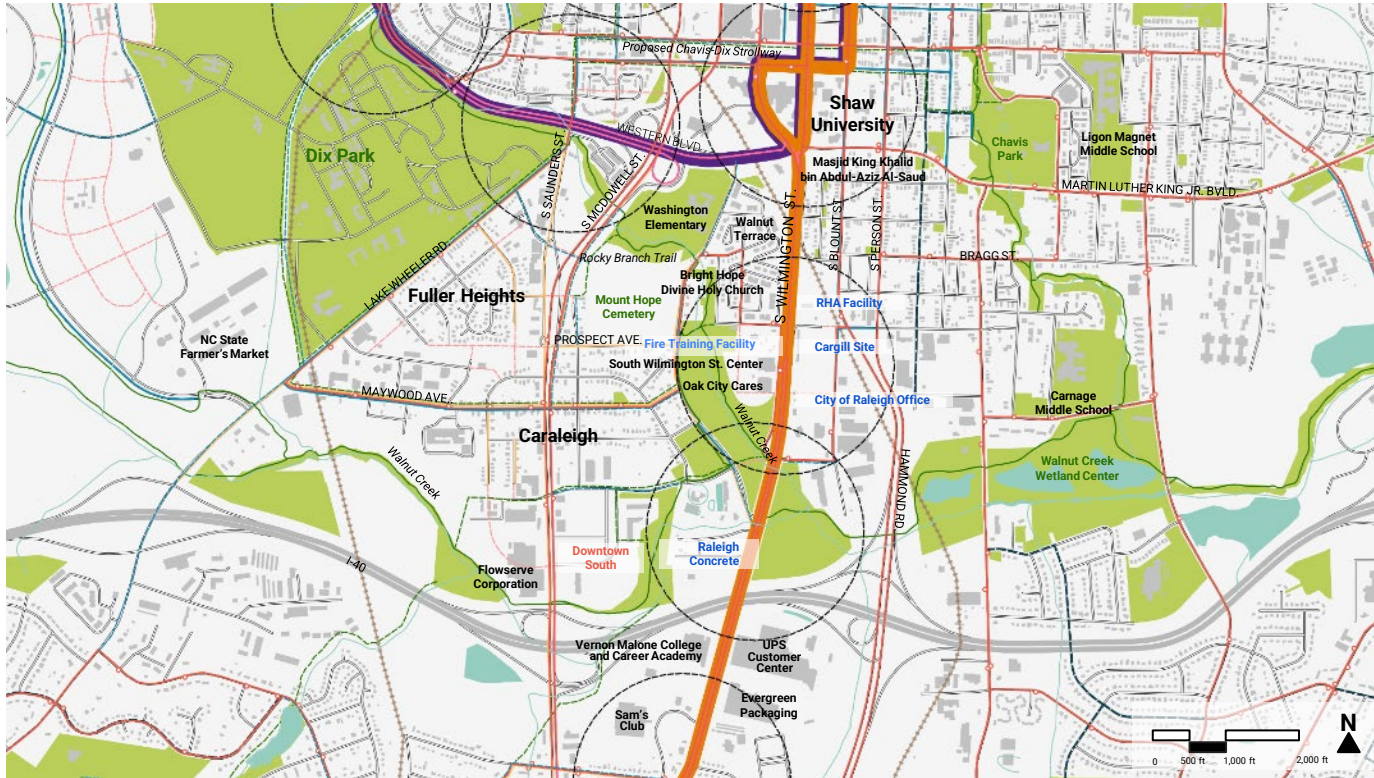 Proposed Chavis-Dix Strollway
Shaw
University
WESTERN BLVD.
Dix Park
Chavis
Park
Ligon Magnet
Middle School
S SAUNDERS ST.
S MCDOWELL ST.
Masjid King Khalid
bin Abdul-Aziz Al-Saud
MARTIN LUTHER KING JR. BVLD.
Washington
Elementary
Walnut
Terrace
S WILMINGTON ST.
S BLOUNT ST.
S PERSON ST.
Rocky Branch Trail
BRAGG ST.
LAKE WHEELER RD.
Bright Hope
Divine Holy Church
Fuller Heights
Mount Hope
Cemetery
RHA Facility
NC State
Farmer's Market
PROSPECT AVE.
Fire Training Facility
Cargill Site
South Wilmington St. Center
Oak City Cares
MAYWOOD AVE.
City of Raleigh Office
Carnage
Middle School
Caraleigh
Walnut Creek
Walnut Creek
HAMMOND RD
Walnut Creek
Wetland Center
I-40
Downtown
South
Raleigh
Concrete
Flowserve
Corporation
Vernon Malone College
and Career Academy
UPS
Customer
Center
Evergreen
Packaging
Sam's
Club
N
0 500 ft 1,000 ft 2,000 ft